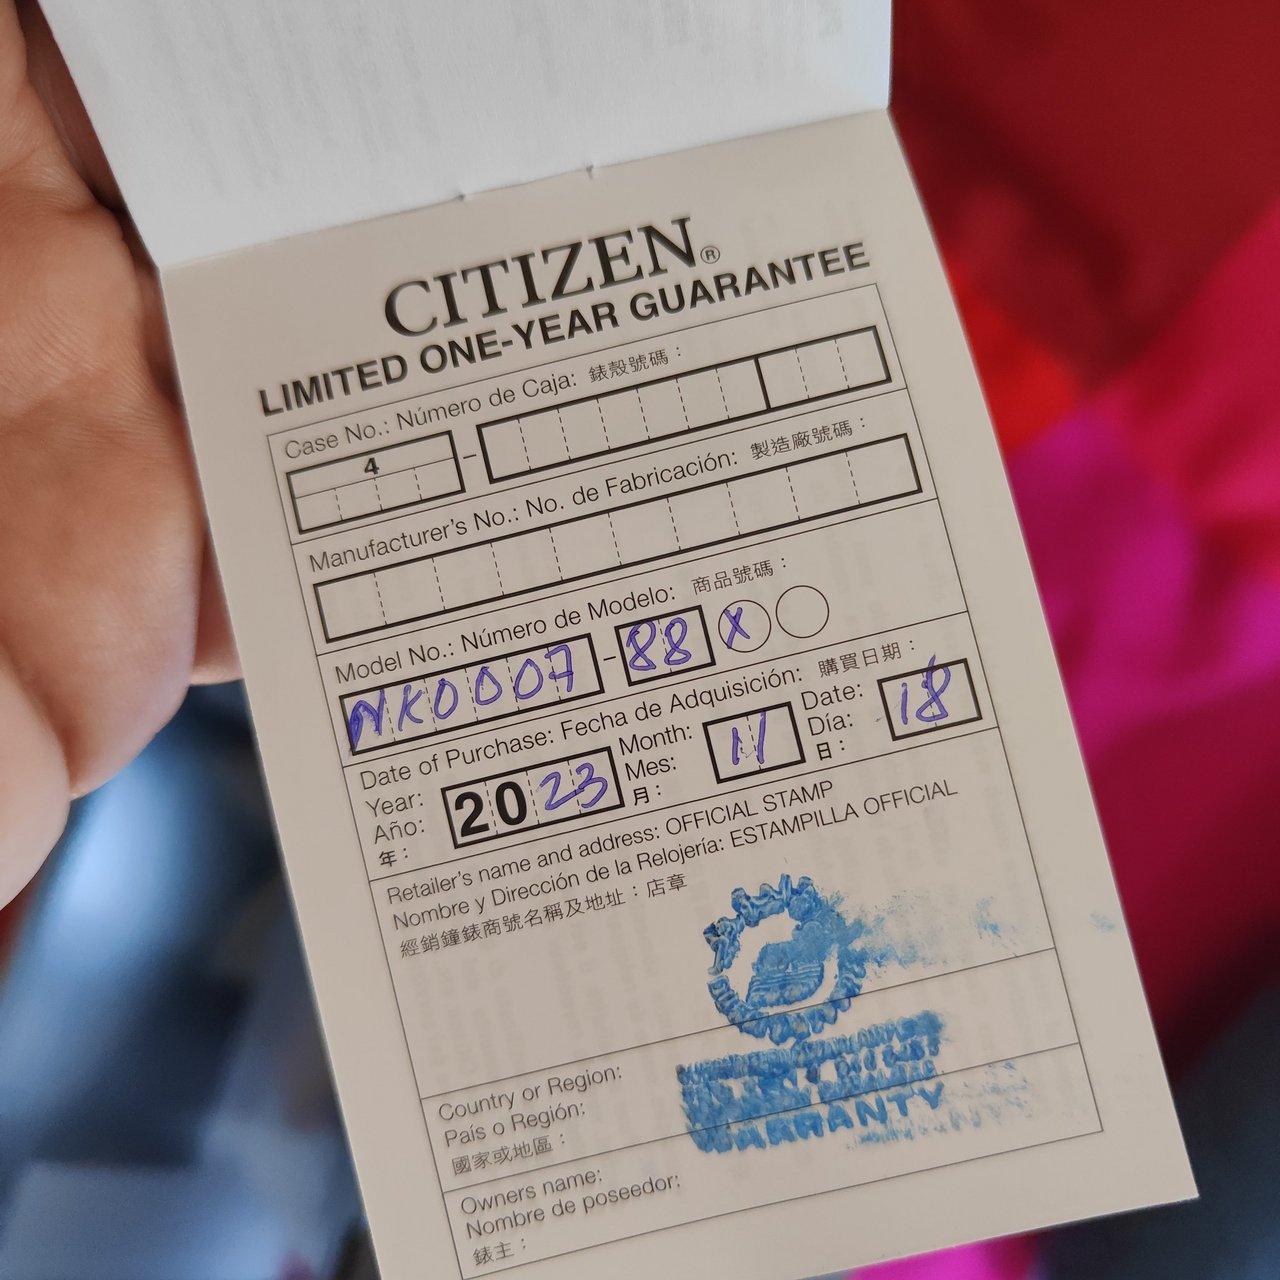 CITIZEN®
LIMITED ONE-YEAR GUARANTEE
Case No.: Número de Caja: 錶殼號碼：
4 -
Manufacturer's No.: No. de Fabricación: 製造廠號碼：
Model No.: Número de Modelo: 商品號碼：
NK0007 - 88 X
Date of Purchase: Fecha de Adquisición: 購買日期：
Year: 2023 Month: 11 Date: 18
Año: Mes: Día:
年： 月： 日：
Retailer's name and address: OFFICIAL STAMP
Nombre y Dirección de la Relojería: ESTAMPILLA OFFICIAL
經銷鐘錶商號名稱及地址：店章
WARRANTY
Country or Region:
País o Región:
國家或地區：
Owners name:
Nombre de poseedor:
錶主：